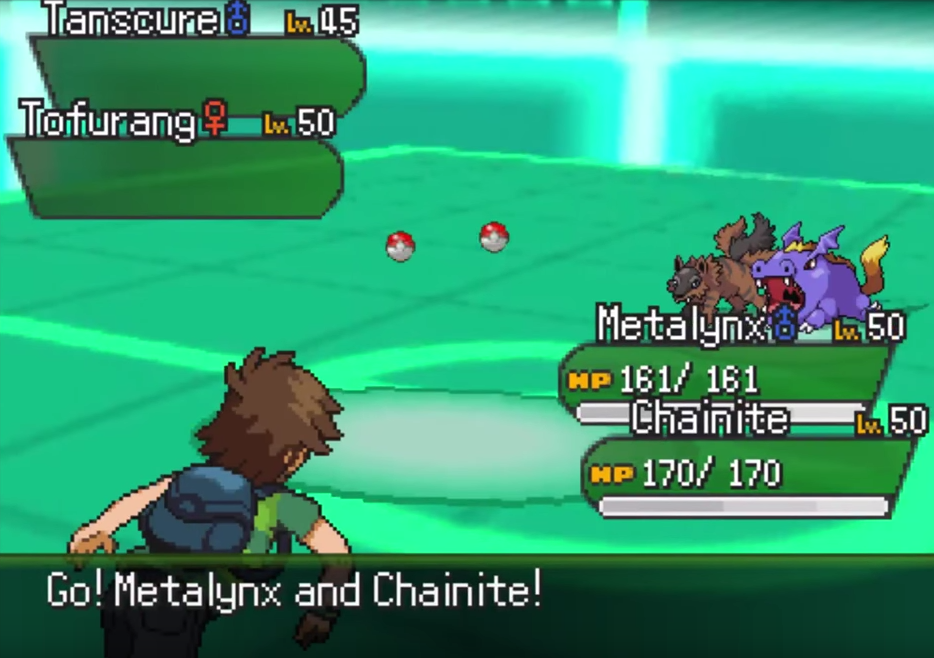 Tanscure♂ Lv.45
Tofurang♀ Lv.50
Metalynx♂ Lv.50
HP 161/ 161
Chainite Lv.50
HP 170/ 170
Go! Metalynx and Chainite!